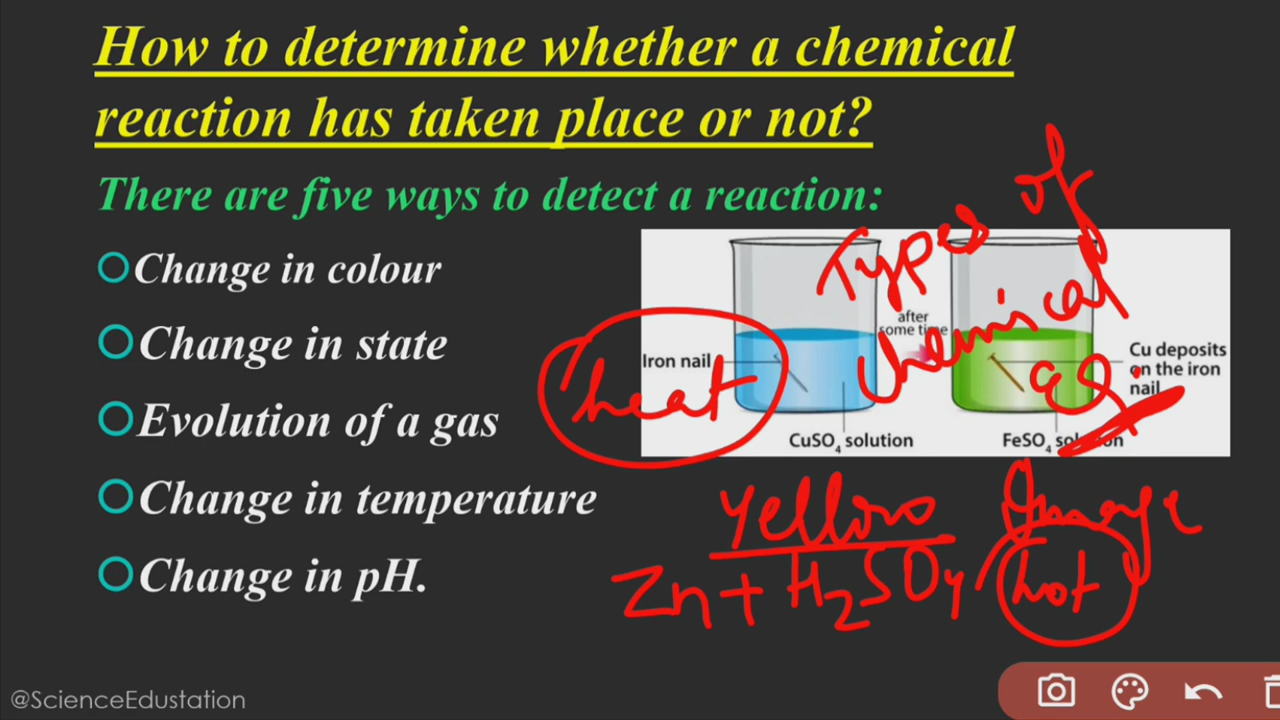 How to determine whether a chemical
reaction has taken place or not?
There are five ways to detect a reaction:
Change in colour
Change in state
Evolution of a gas
Change in temperature
Change in pH.
Types of
chemical
eq.
after
some time
Iron nail
heat
Cu deposits
on the iron
nail
CuSO4 solution
FeSO4 solution
Yellow
Orange
Zn + H2SO4
hot
@ScienceEdustation